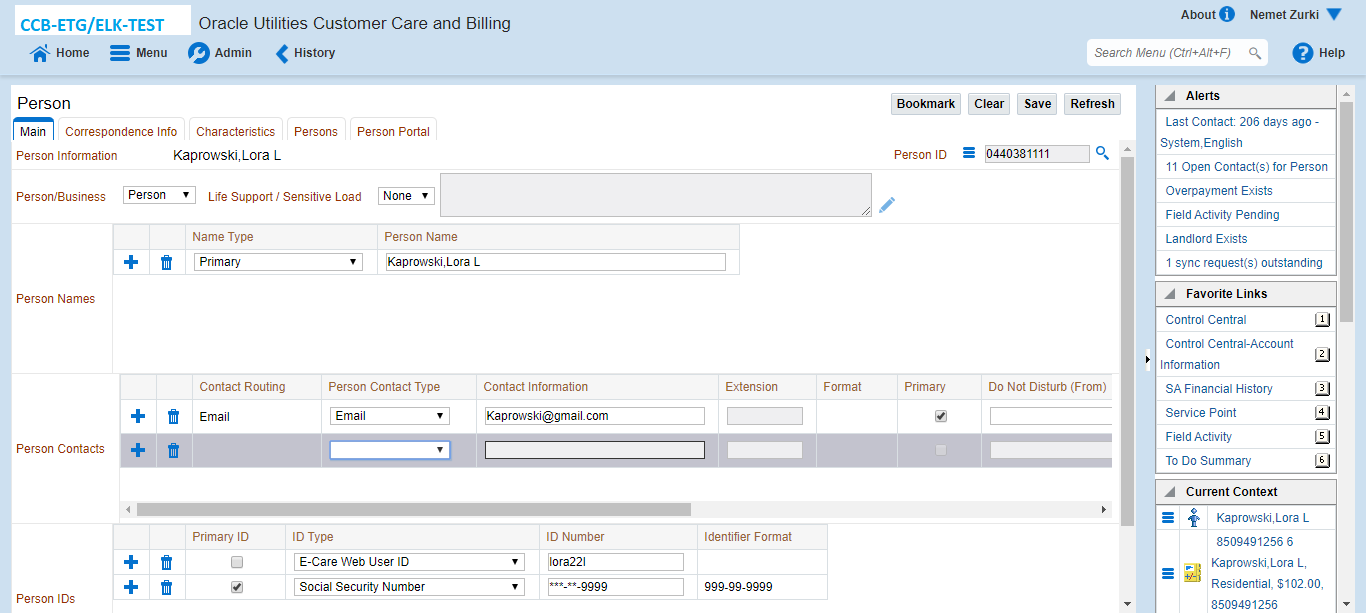 CCB-ETG/ELK-TEST Oracle Utilities Customer Care and Billing
About Nemet Zurki
Home Menu Admin History
Search Menu (Ctrl+Alt+F) Help
Person
Bookmark Clear Save Refresh
Main Correspondence Info Characteristics Persons Person Portal
Person Information Kaprowski,Lora L Person ID 0440381111
Person/Business Person Life Support / Sensitive Load None
Name Type Person Name
Primary Kaprowski,Lora L
Person Names
Contact Routing Person Contact Type Contact Information Extension Format Primary Do Not Disturb (From)
Email Email Kaprowski@gmail.com
Person Contacts
Primary ID ID Type ID Number Identifier Format
E-Care Web User ID lora22l
Social Security Number ***-**-9999 999-99-9999
Person IDs
Alerts
Last Contact: 206 days ago -
System,English
11 Open Contact(s) for Person
Overpayment Exists
Field Activity Pending
Landlord Exists
1 sync request(s) outstanding
Favorite Links
Control Central 1
Control Central-Account
Information 2
SA Financial History 3
Service Point 4
Field Activity 5
To Do Summary 6
Current Context
Kaprowski,Lora L
8509491256 6
Kaprowski,Lora L,
Residential, $102.00,
8509491256